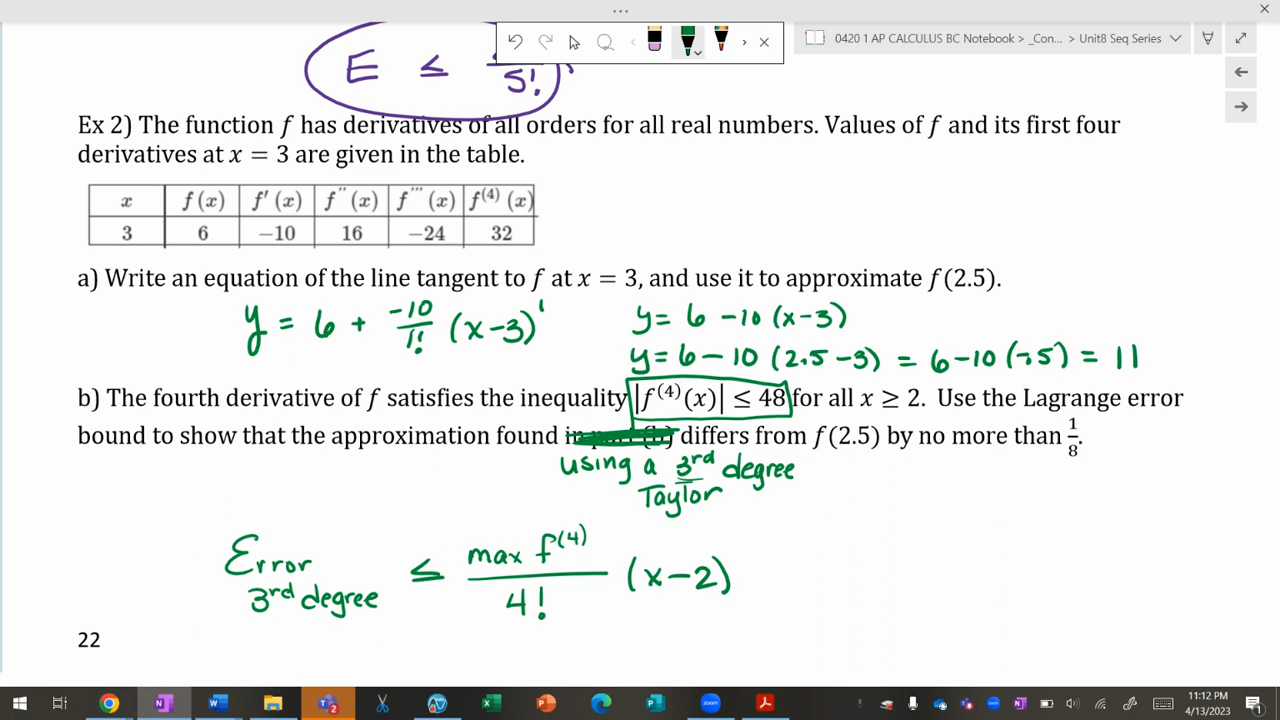 0420 1 AP CALCULUS BC Notebook > _Con... > Unit8 Seq Series
E ≤ 5!
Ex 2) The function f has derivatives of all orders for all real numbers. Values of f and its first four
derivatives at x = 3 are given in the table.
x f(x) f'(x) f''(x) f'''(x) f⁽⁴⁾(x)
3 6 −10 16 −24 32
a) Write an equation of the line tangent to f at x = 3, and use it to approximate f(2.5).
y = 6 + -10/1! (x-3)¹
y = 6 -10 (x-3)
y = 6 - 10 (2.5 -3) = 6-10 (-.5) = 11
b) The fourth derivative of f satisfies the inequality |f⁽⁴⁾(x)| ≤ 48 for all x ≥ 2. Use the Lagrange error
bound to show that the approximation found in part (b) differs from f(2.5) by no more than 1/8.
using a 3rd degree
Taylor
Error 3rd degree ≤ max f⁽⁴⁾/4! (x-2)
22
11:12 PM
4/13/2023